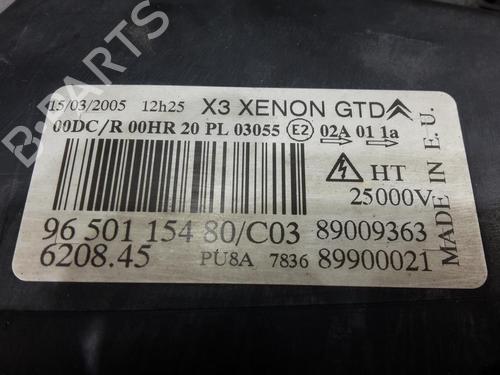 B-PARTS
15/03/2005 12h25 X3 XENON GTD
00DC/R 00HR 20 PL 03055 E2 02A 01 1a
HT
25000V
96 501 154 80/C03 89009363
6208.45 PU8A 7836 89900021
MADE IN E.U.